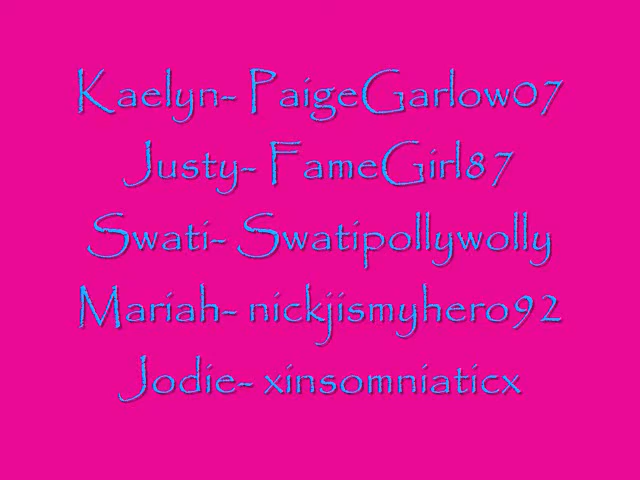 Kaelyn- PaigeGarlow07
Justy- FameGirl87
Swati- Swatipollywolly
Mariah- nickjismyhero92
Jodie- xinsomniaticx